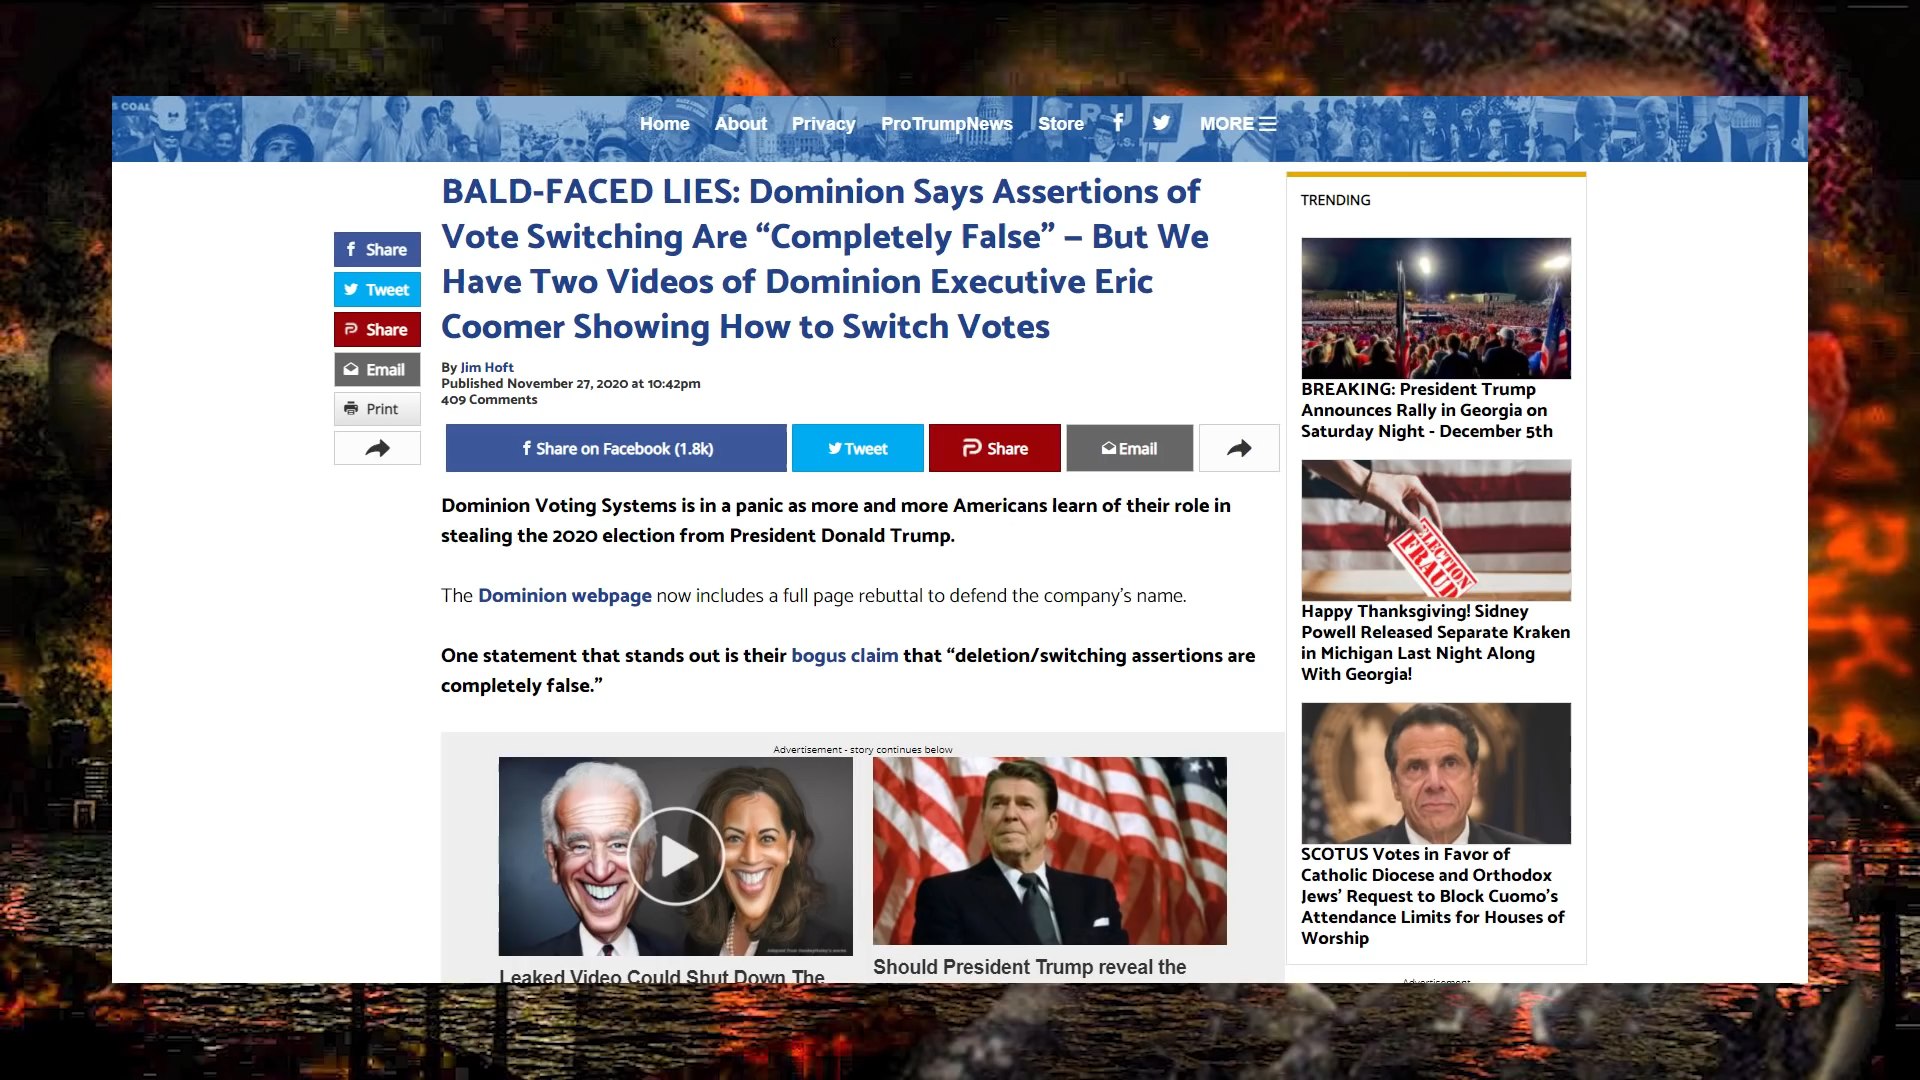 S COAL
Home About Privacy ProTrumpNews Store MORE
BALD-FACED LIES: Dominion Says Assertions of
Vote Switching Are “Completely False” – But We
Have Two Videos of Dominion Executive Eric
Coomer Showing How to Switch Votes
By Jim Hoft
Published November 27, 2020 at 10:42pm
409 Comments
Share
Tweet
Share
Email
Print
Share on Facebook (1.8k) Tweet Share Email
Dominion Voting Systems is in a panic as more and more Americans learn of their role in
stealing the 2020 election from President Donald Trump.
The Dominion webpage now includes a full page rebuttal to defend the company’s name.
One statement that stands out is their bogus claim that “deletion/switching assertions are
completely false.”
Advertisement - story continues below
Leaked Video Could Shut Down The
Should President Trump reveal the
TRENDING
BREAKING: President Trump
Announces Rally in Georgia on
Saturday Night - December 5th
ELECTION
FRAUD
Happy Thanksgiving! Sidney
Powell Released Separate Kraken
in Michigan Last Night Along
With Georgia!
SCOTUS Votes in Favor of
Catholic Diocese and Orthodox
Jews’ Request to Block Cuomo’s
Attendance Limits for Houses of
Worship
Advertisement